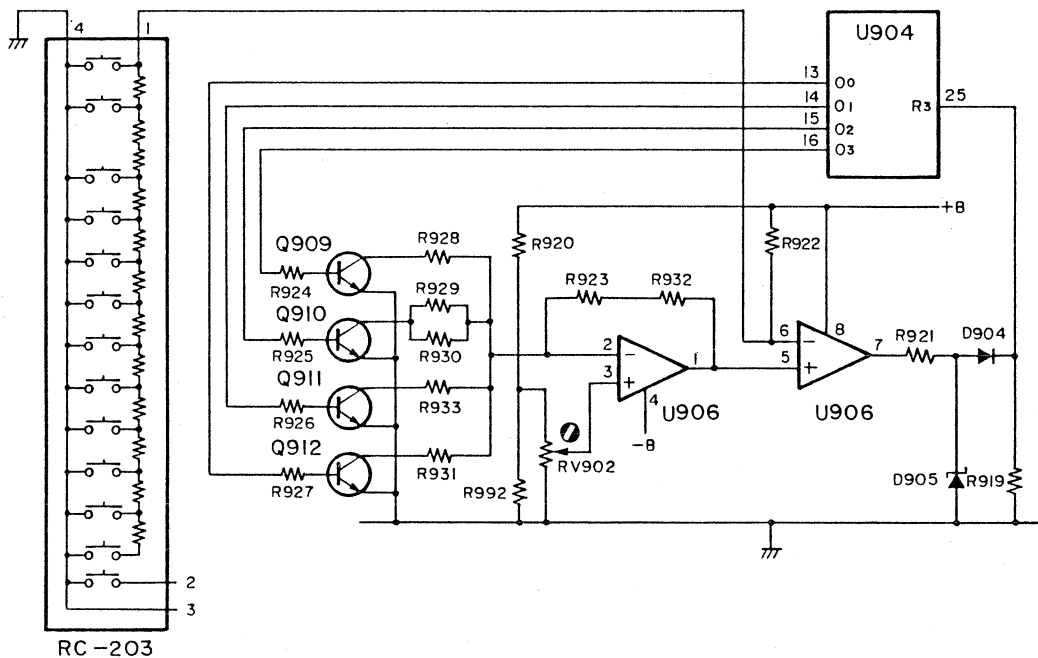 4 1
U904
13 O0
14 O1 R3 25
15 O2
16 O3
+B
R920
R922
Q909 R928
R924
R923 R932
R929
Q910
R925 R930
2 −
3 +
1
4
6 −
5 +
8
7
R921 D904
Q911
U906 U906
R926 R933
-B
Q912
RV902
R931
R927
R992
D905 R919
2
3
RC-203